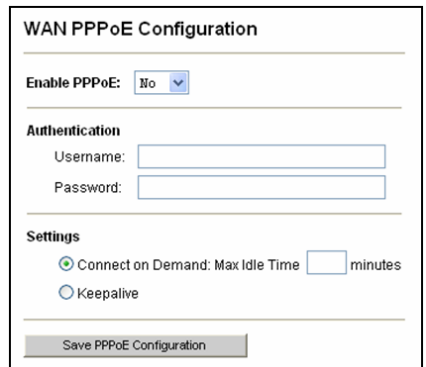 WAN PPPoE Configuration
Enable PPPoE: No
Authentication
Username:
Password:
Settings
Connect on Demand: Max Idle Time minutes
Keepalive
Save PPPoE Configuration